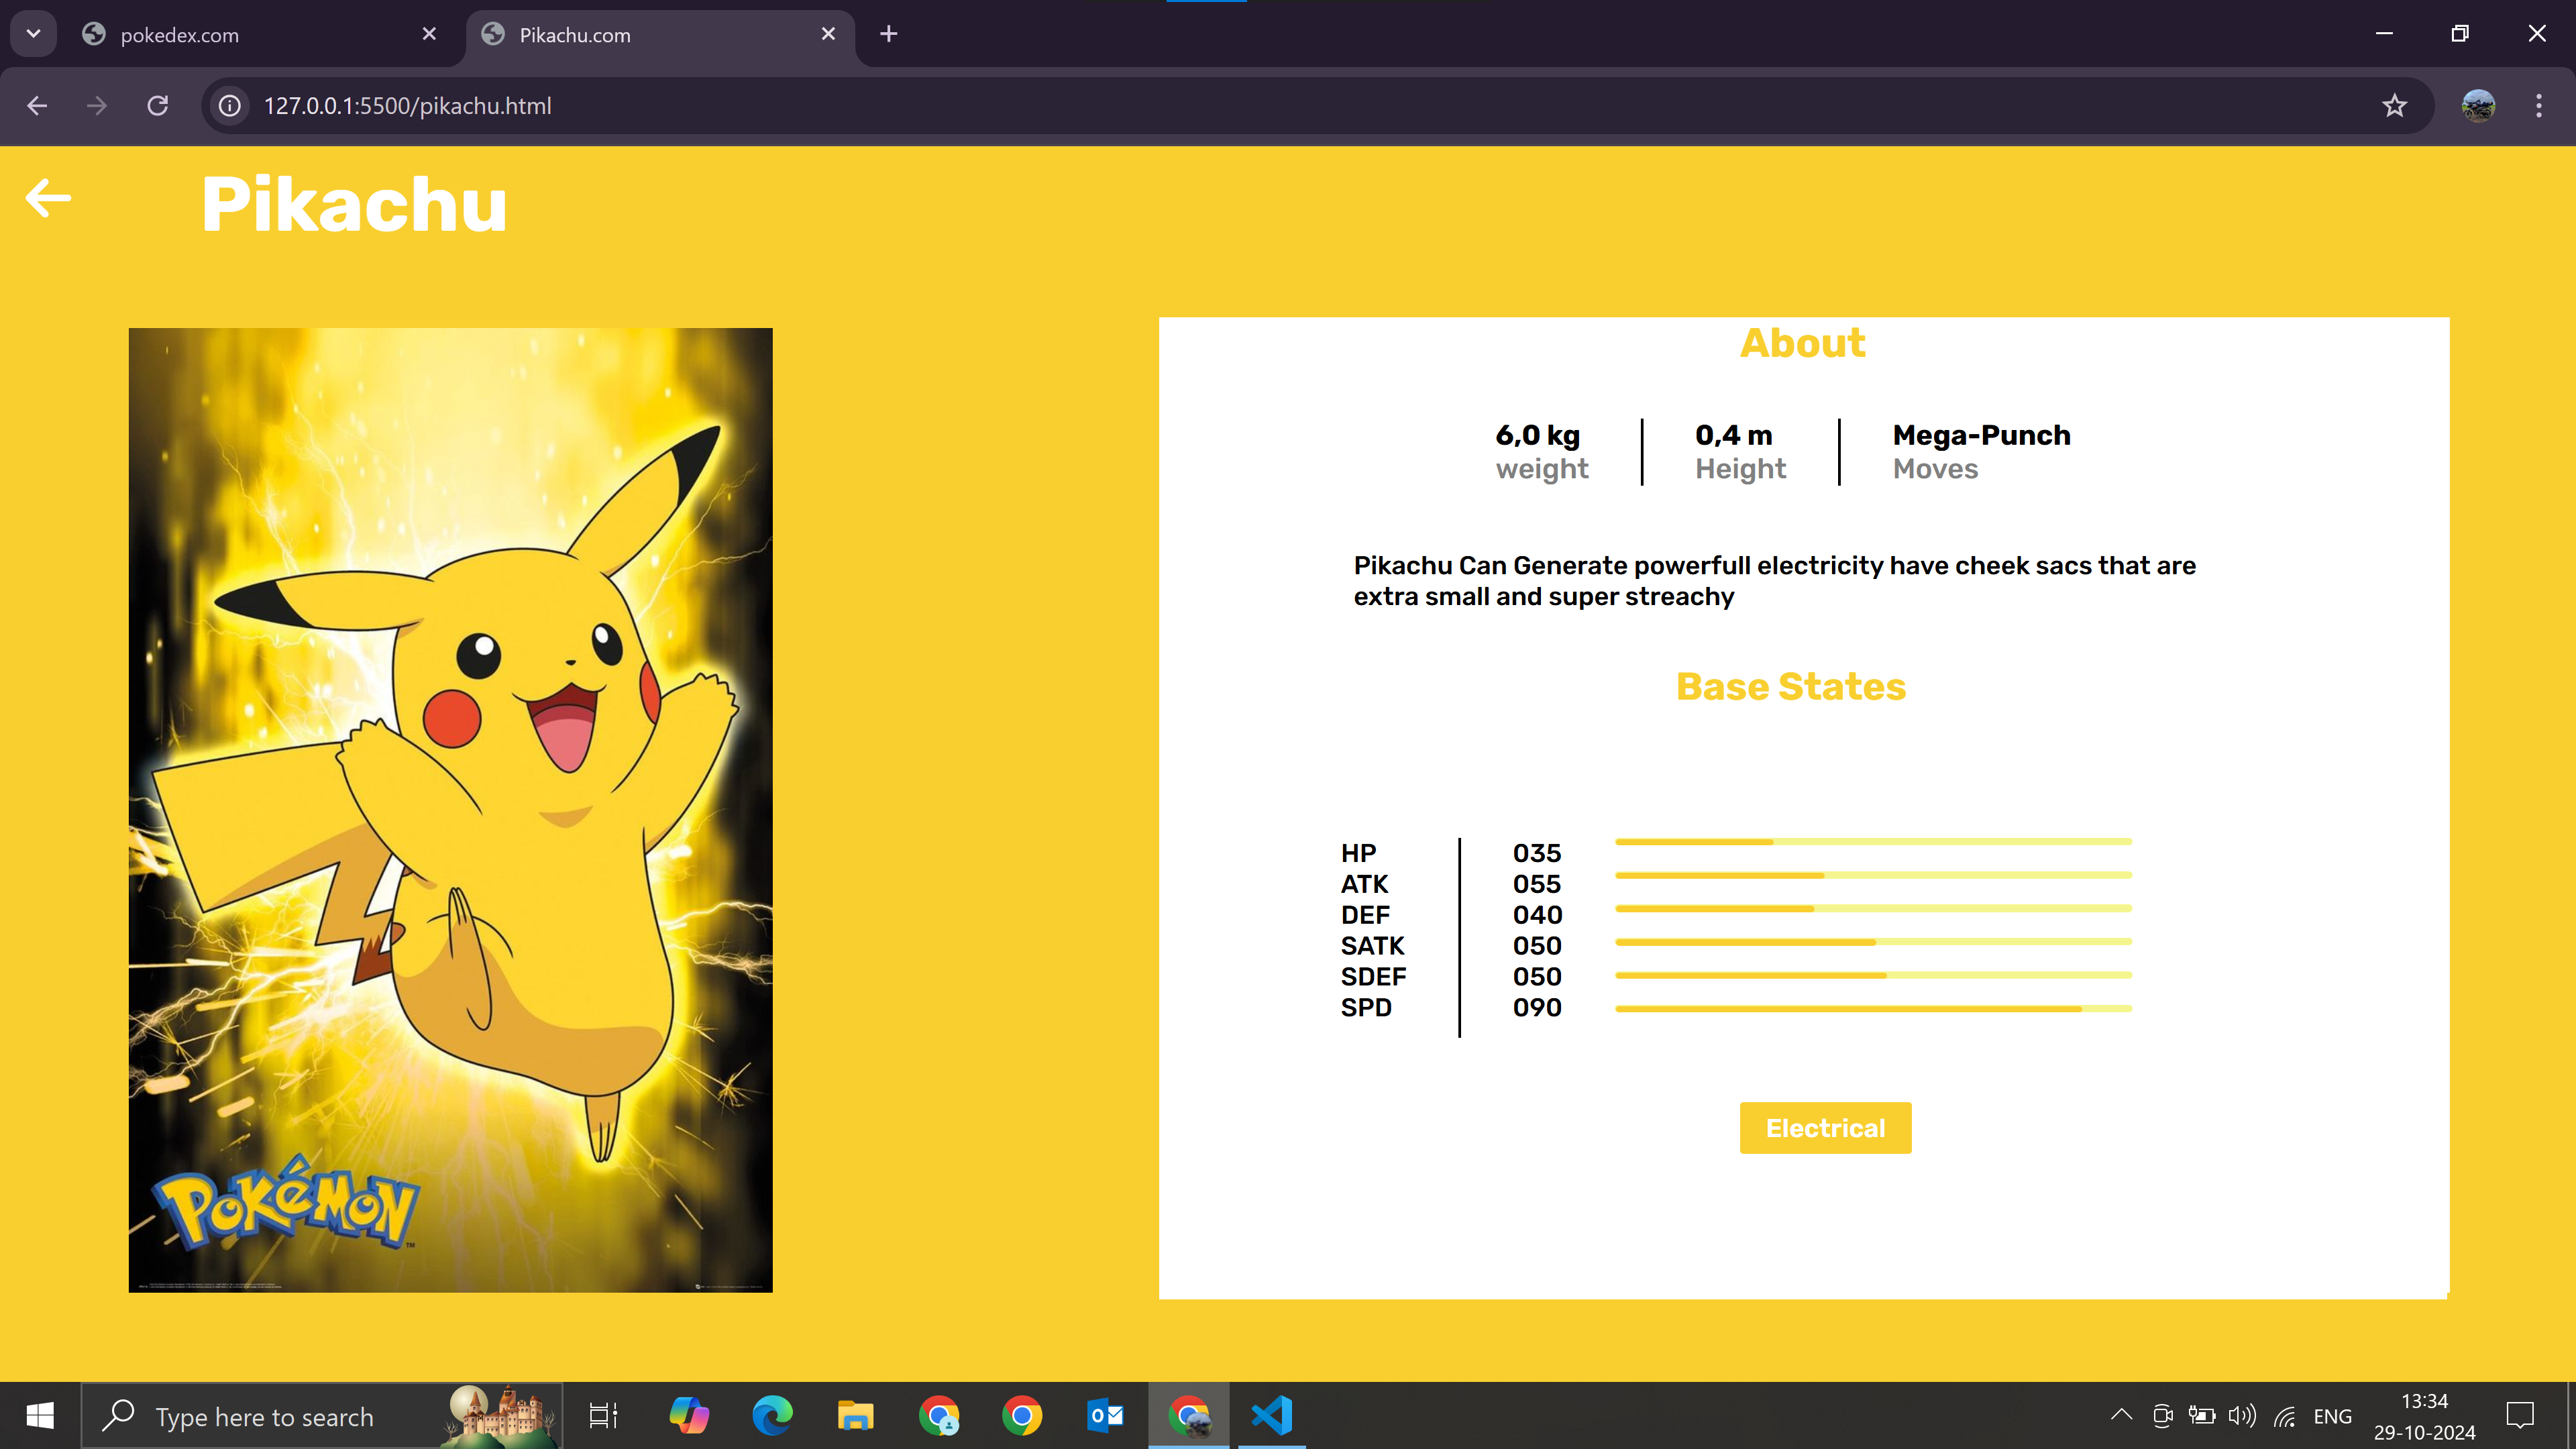 pokedex.com
Pikachu.com
127.0.0.1:5500/pikachu.html
Pikachu
POKéMON
TM
About
6,0 kg
weight
0,4 m
Height
Mega-Punch
Moves
Pikachu Can Generate powerfull electricity have cheek sacs that are
extra small and super streachy
Base States
HP 035
ATK 055
DEF 040
SATK 050
SDEF 050
SPD 090
Electrical
Type here to search
ENG
13:34
29-10-2024